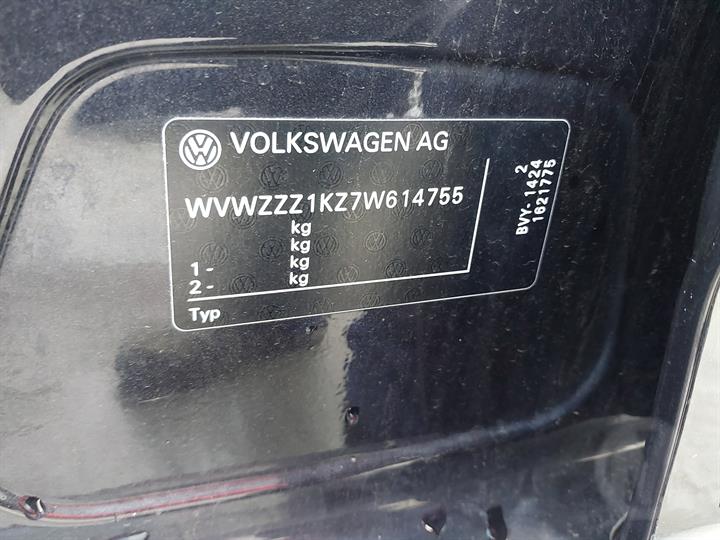 VOLKSWAGEN AG
WVWZZZ1KZ7W614755
kg
kg
1- kg
2- kg
Typ
2
BVY-1424
1621775